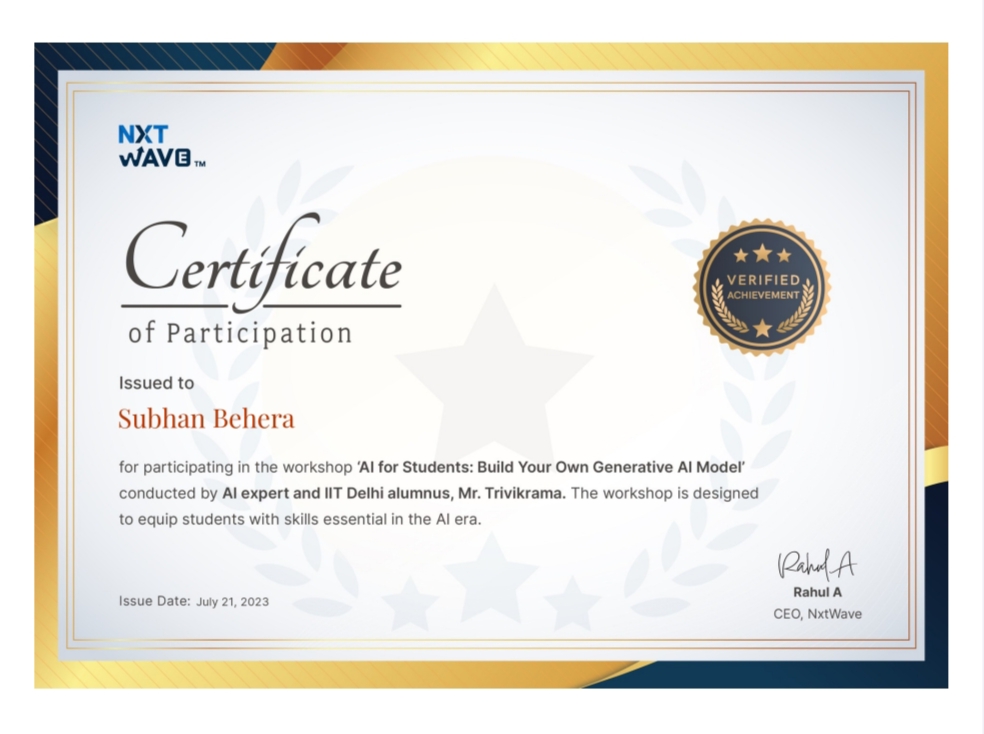 NXT
WAVE™
Certificate
of Participation
VERIFIED
ACHIEVEMENT
Issued to
Subhan Behera
for participating in the workshop ‘AI for Students: Build Your Own Generative AI Model’
conducted by AI expert and IIT Delhi alumnus, Mr. Trivikrama. The workshop is designed
to equip students with skills essential in the AI era.
Rahul A
Rahul A
CEO, NxtWave
Issue Date: July 21, 2023